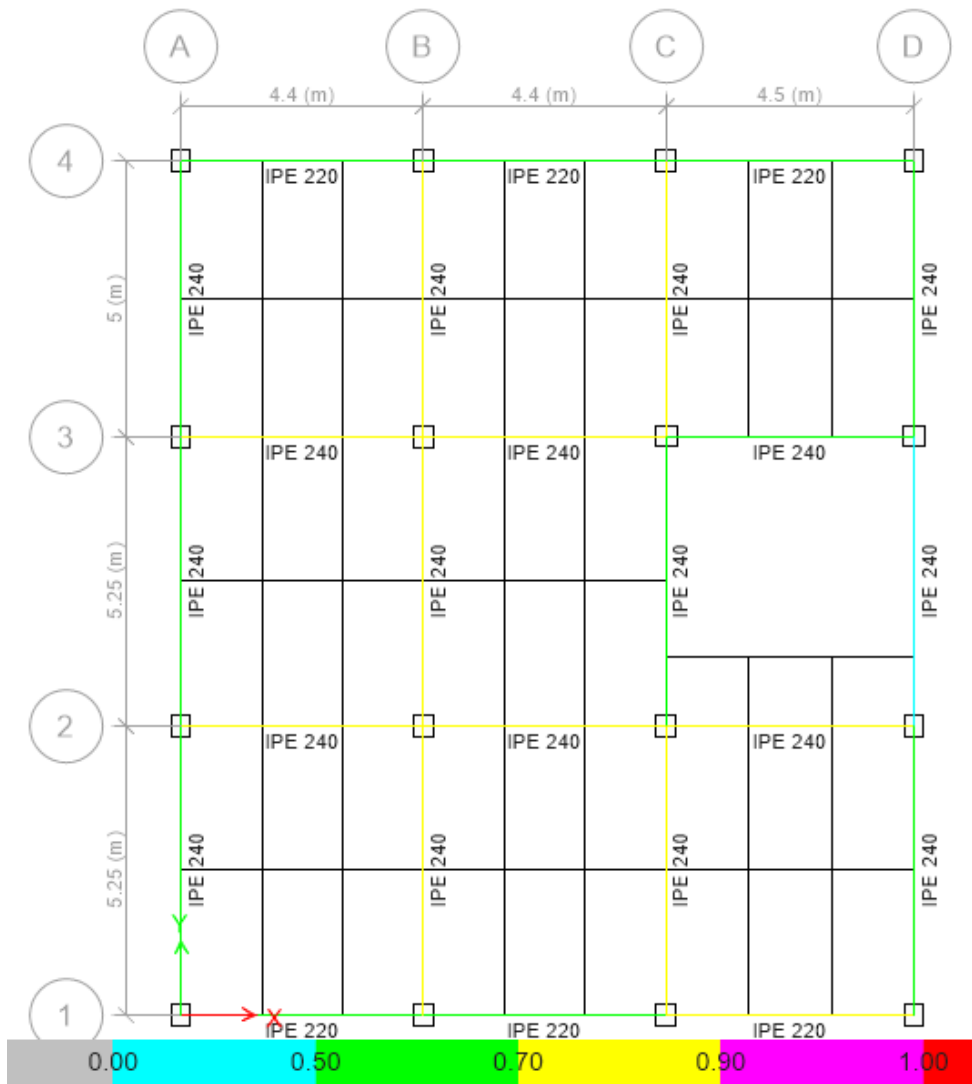 A B C D
4.4 (m) 4.4 (m) 4.5 (m)
4
IPE 220 IPE 220 IPE 220
5 (m)
IPE 240 IPE 240 IPE 240 IPE 240
3
IPE 240 IPE 240 IPE 240
5.25 (m)
IPE 240 IPE 240 IPE 240 IPE 240
2
IPE 240 IPE 240 IPE 240
5.25 (m)
IPE 240 IPE 240 IPE 240 IPE 240
Y
X
1
IPE 220 IPE 220 IPE 220
0.00 0.50 0.70 0.90 1.00